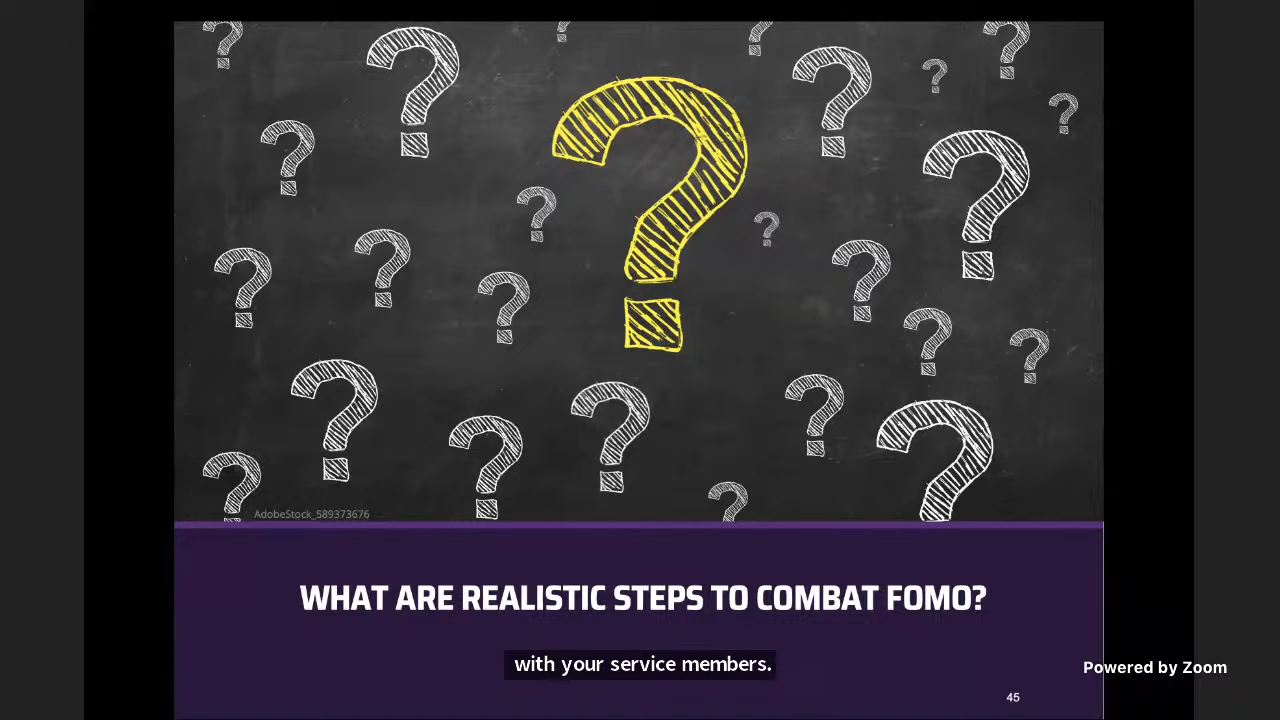 AdobeStock_589373676
WHAT ARE REALISTIC STEPS TO COMBAT FOMO?
with your service members.
Powered by Zoom
45